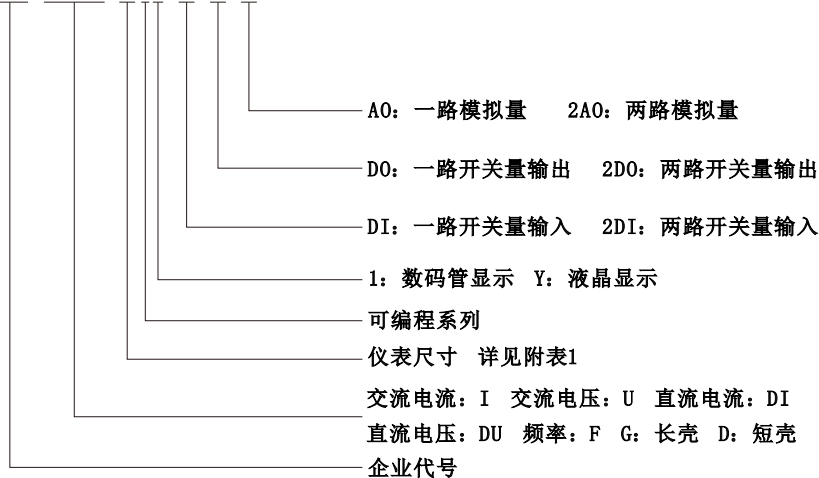 AO：一路模拟量 2AO：两路模拟量
DO：一路开关量输出 2DO：两路开关量输出
DI：一路开关量输入 2DI：两路开关量输入
1：数码管显示 Y：液晶显示
可编程系列
仪表尺寸 详见附表1
交流电流：I 交流电压：U 直流电流：DI
直流电压：DU 频率：F G：长壳 D：短壳
企业代号